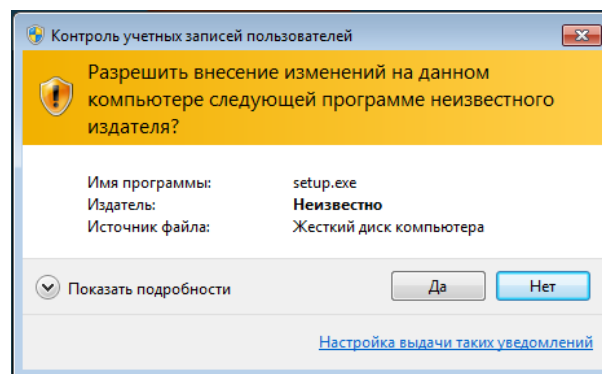 Контроль учетных записей пользователей
Разрешить внесение изменений на данном
компьютере следующей программе неизвестного
издателя?
Имя программы: setup.exe
Издатель: Неизвестно
Источник файла: Жесткий диск компьютера
Показать подробности Да Нет
Настройка выдачи таких уведомлений